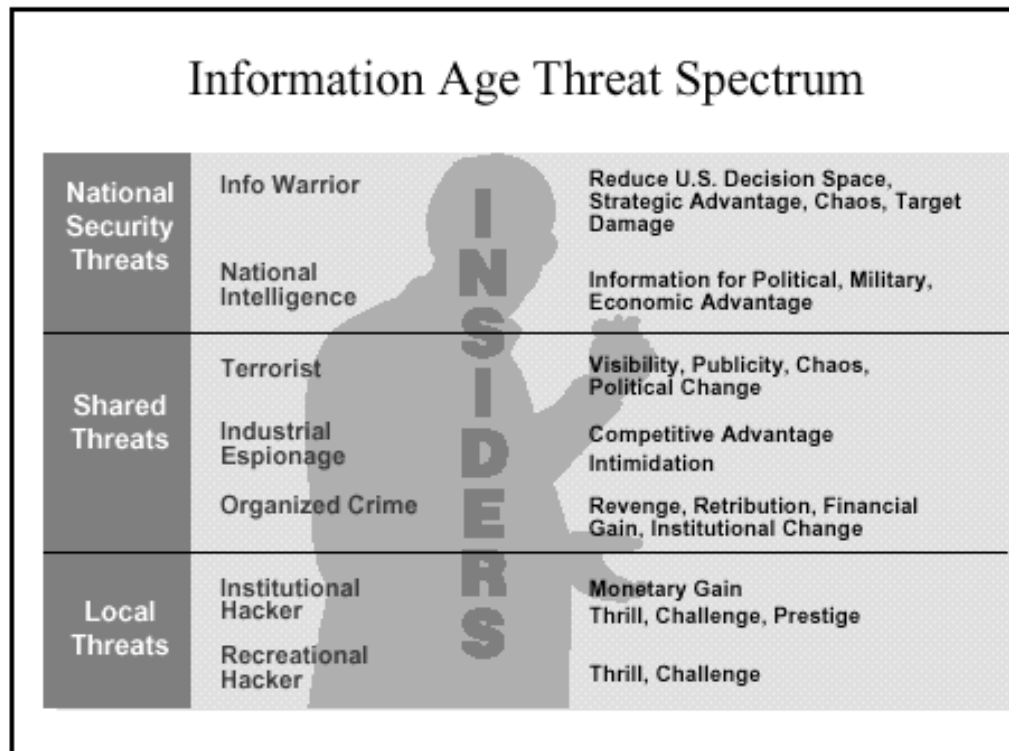 Information Age Threat Spectrum
National
Security
Threats
Info Warrior
Reduce U.S. Decision Space,
Strategic Advantage, Chaos, Target
Damage
National
Intelligence
Information for Political, Military,
Economic Advantage
Shared
Threats
Terrorist
Visibility, Publicity, Chaos,
Political Change
Industrial
Espionage
Competitive Advantage
Intimidation
Organized Crime
Revenge, Retribution, Financial
Gain, Institutional Change
Local
Threats
Institutional
Hacker
Monetary Gain
Thrill, Challenge, Prestige
Recreational
Hacker
Thrill, Challenge
INSIDERS